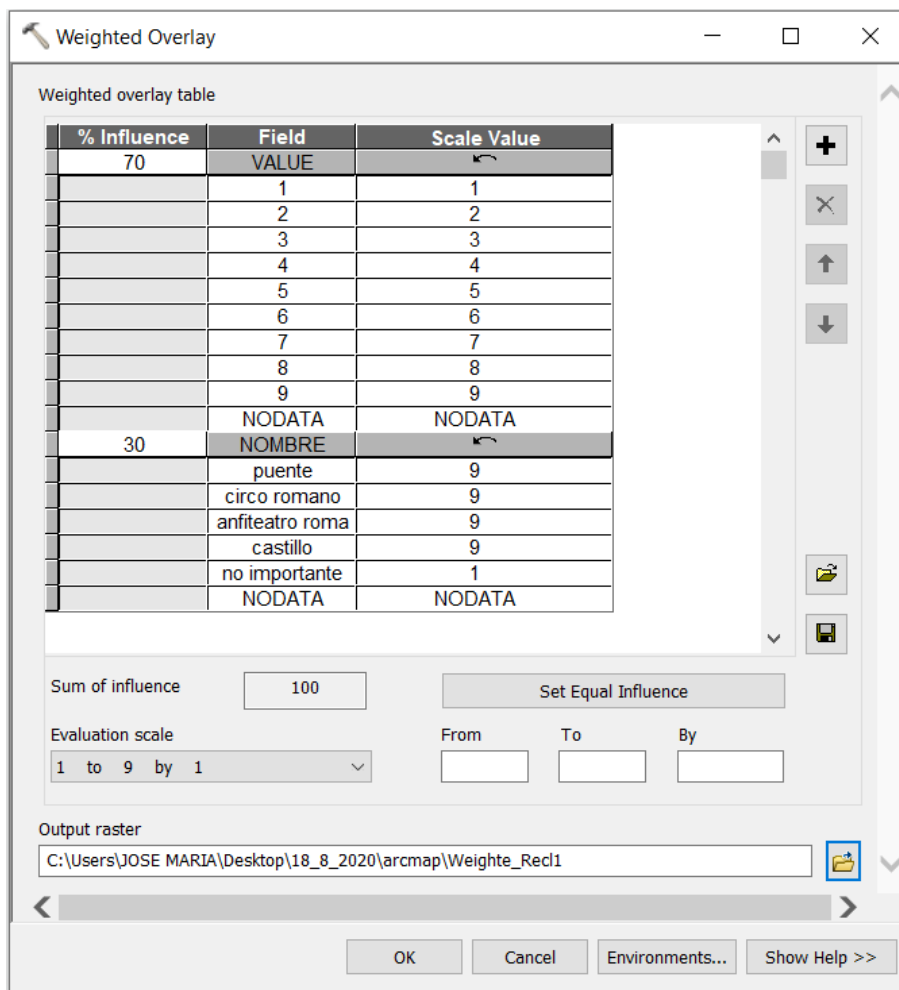 Weighted Overlay
Weighted overlay table
% Influence Field Scale Value
70 VALUE
1 1
2 2
3 3
4 4
5 5
6 6
7 7
8 8
9 9
NODATA NODATA
30 NOMBRE
puente 9
circo romano 9
anfiteatro roma 9
castillo 9
no importante 1
NODATA NODATA
Sum of influence 100 Set Equal Influence
Evaluation scale From To By
1 to 9 by 1
Output raster
C:\Users\JOSE MARIA\Desktop\18_8_2020\arcmap\Weighte_Recl1
OK Cancel Environments... Show Help >>